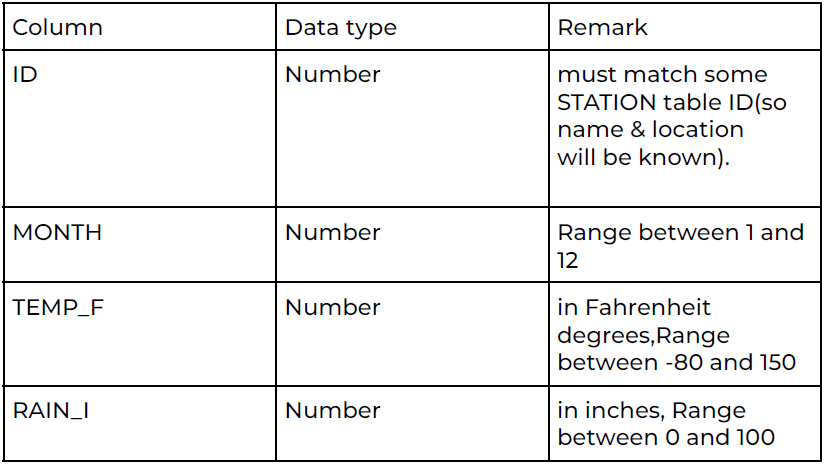 Column Data type Remark
ID Number must match some
STATION table ID(so
name & location
will be known).
MONTH Number Range between 1 and
12
TEMP_F Number in Fahrenheit
degrees,Range
between -80 and 150
RAIN_I Number in inches, Range
between 0 and 100